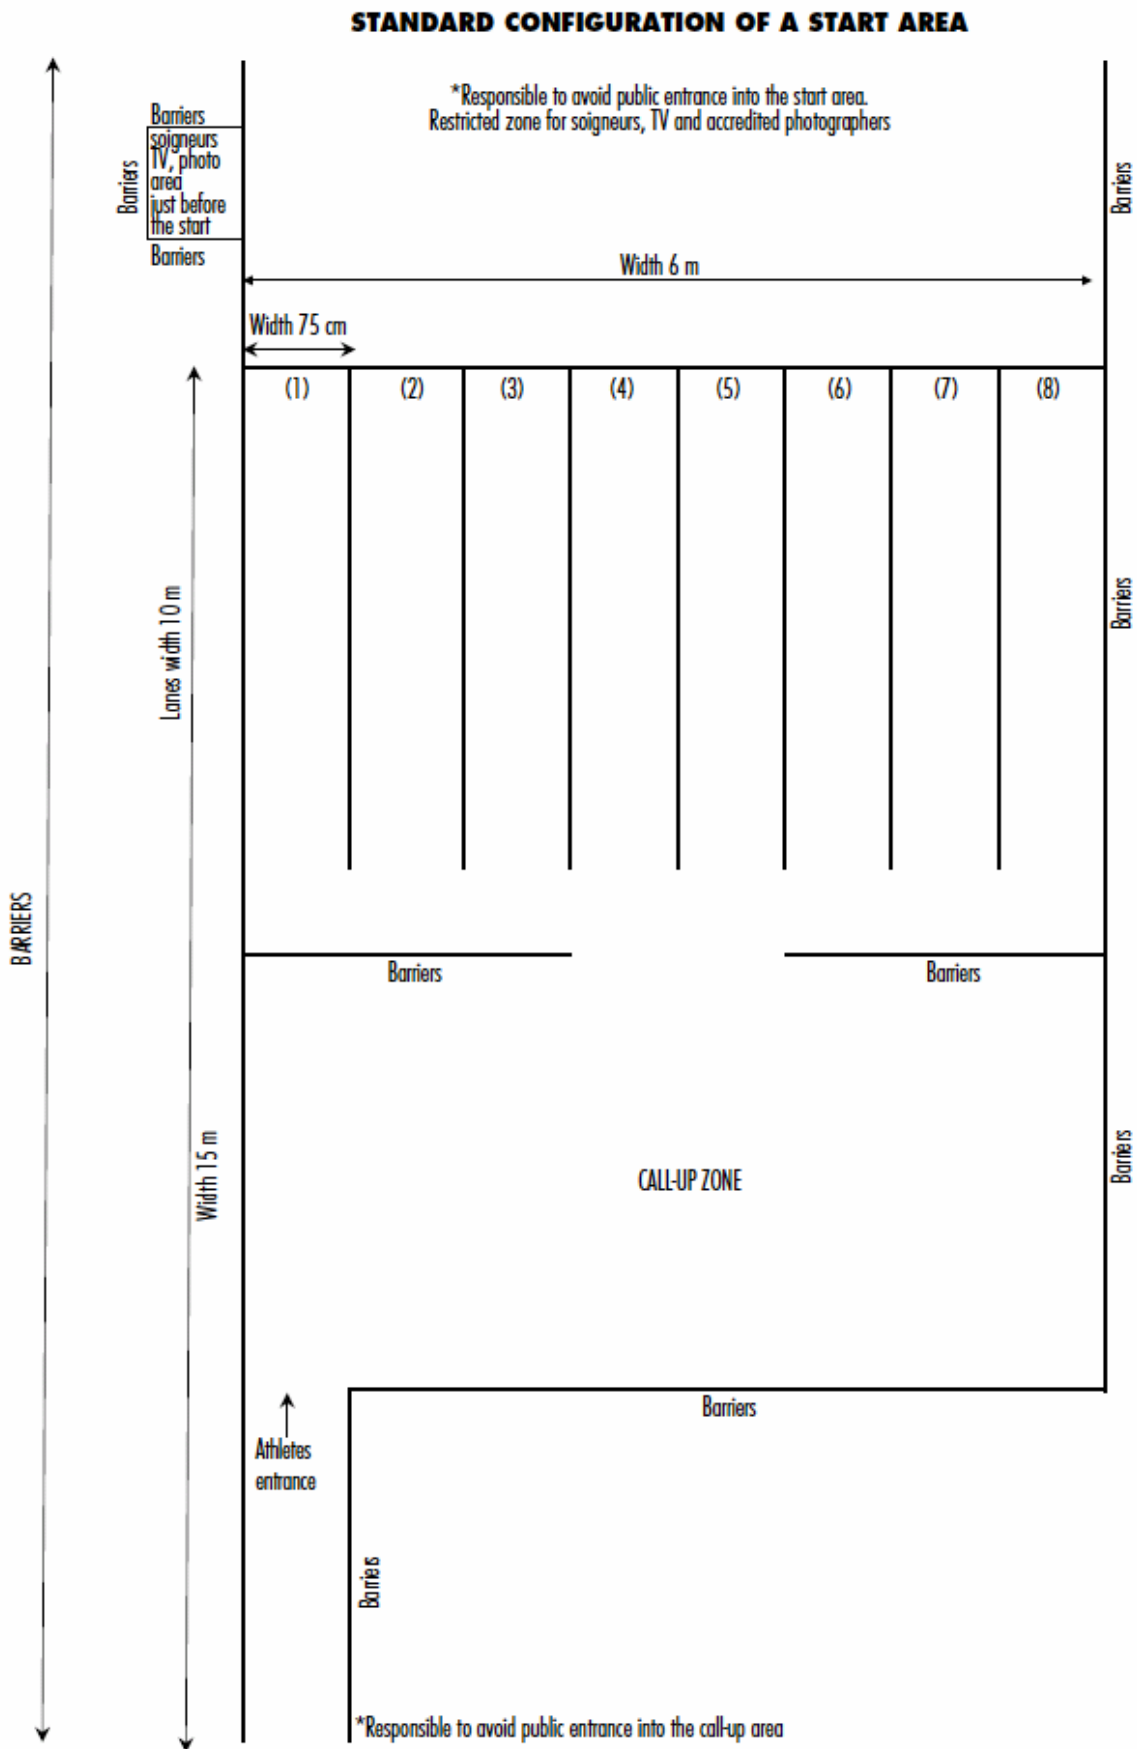 STANDARD CONFIGURATION OF A START AREA
*Responsible to avoid public entrance into the start area.
Restricted zone for soigneurs, TV and accredited photographers
Barriers
soigneurs
TV, photo
area
just before
the start
Barriers
Barriers
Barriers
Width 6 m
Width 75 cm
(1) (2) (3) (4) (5) (6) (7) (8)
Lanes width 10 m
Barriers
BARRIERS
Barriers
Barriers
Width 15 m
CALL-UP ZONE
Barriers
Barriers
Athletes
entrance
Barriers
*Responsible to avoid public entrance into the call-up area